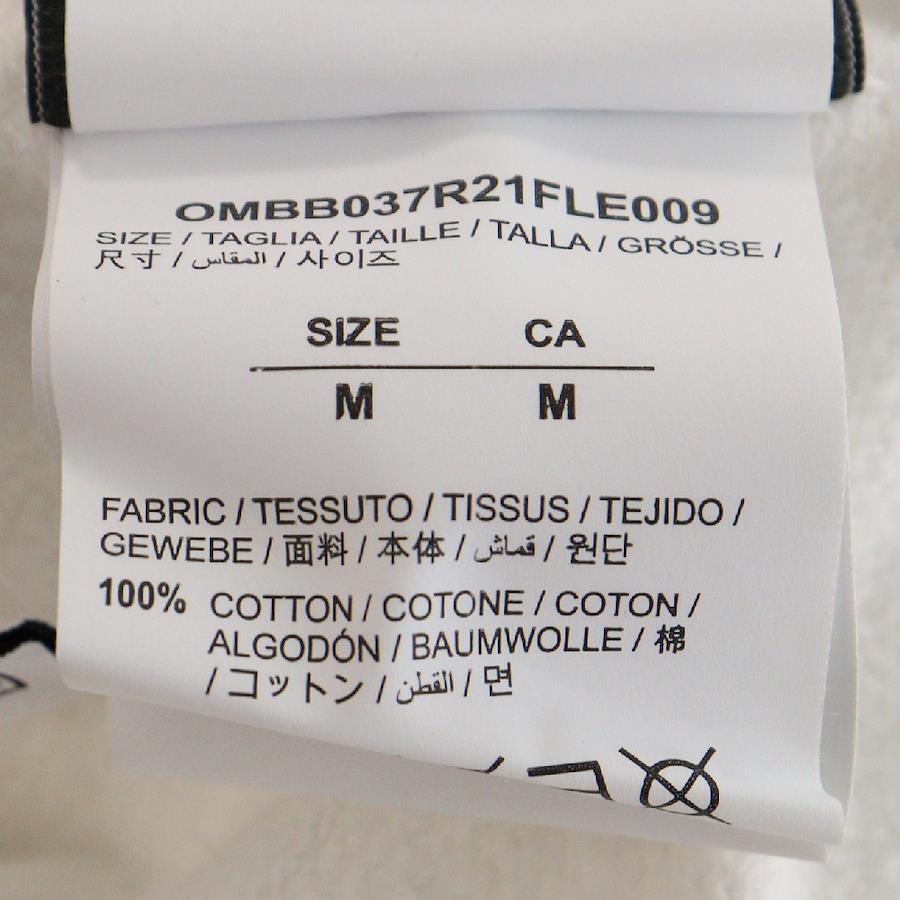 OMBB037R21FLE009
SIZE / TAGLIA / TAILLE / TALLA / GRÖSSE /
尺寸 / المقاس / 사이즈
SIZE CA
M M
FABRIC / TESSUTO / TISSUS / TEJIDO /
GEWEBE / 面料 / 本体 / قماش / 원단
100% COTTON / COTONE / COTON /
ALGODÓN / BAUMWOLLE / 棉
/ コットン / القطن / 면